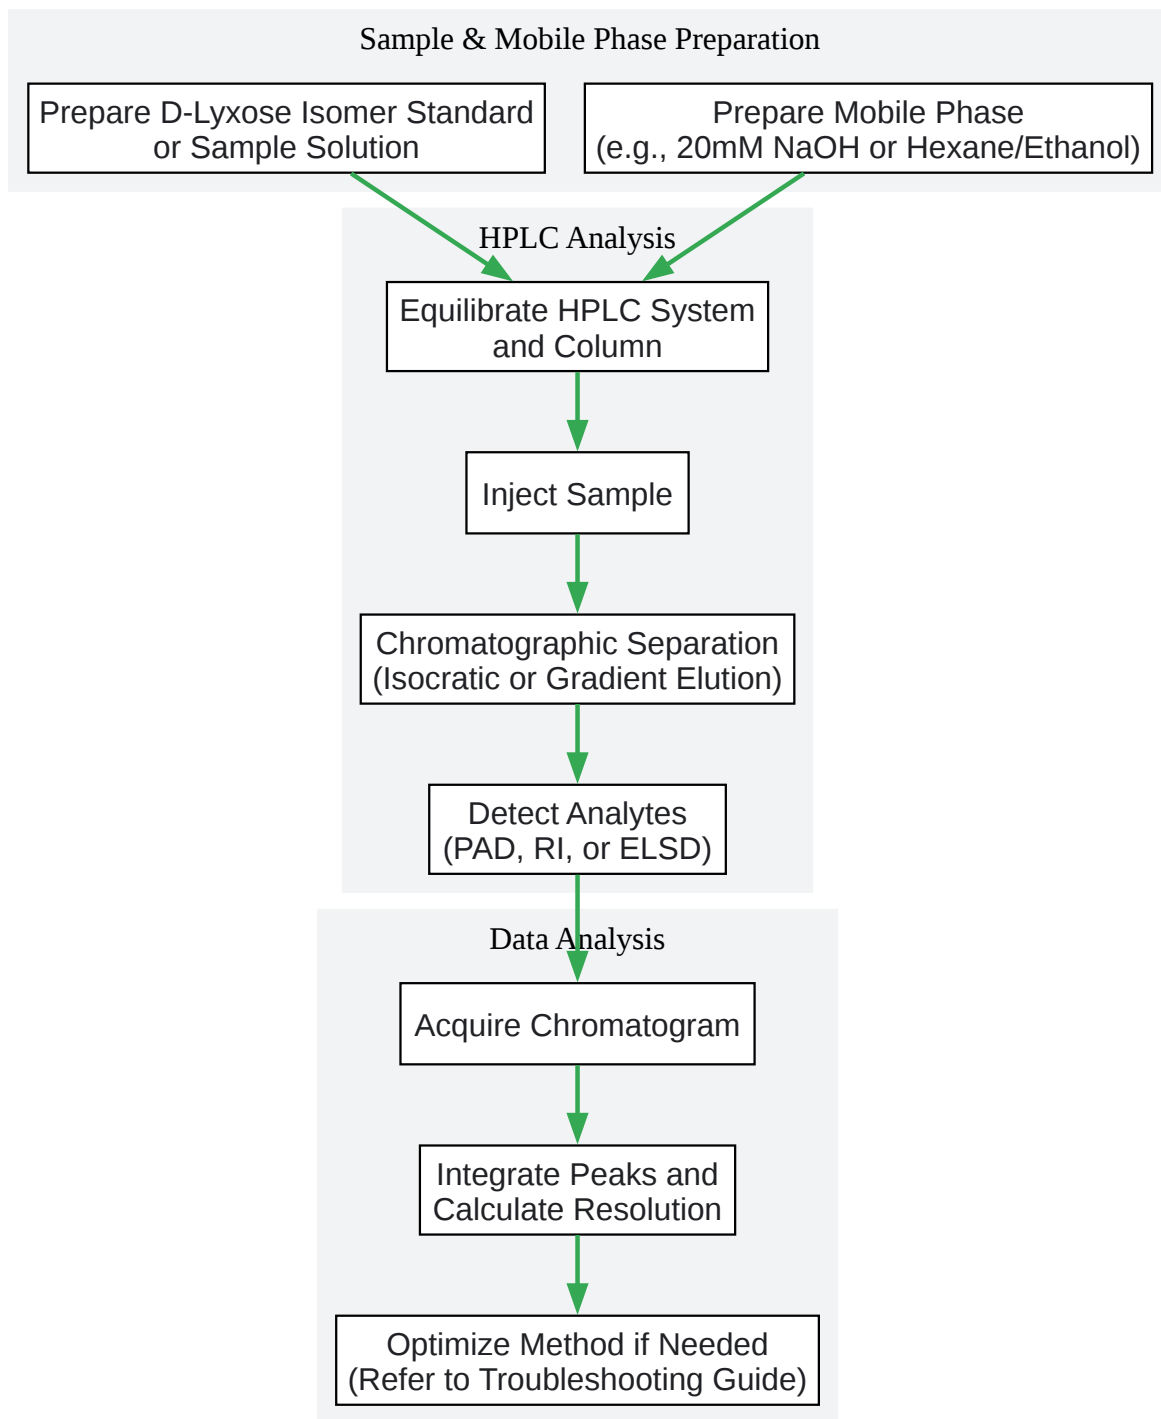 Sample & Mobile Phase Preparation
Prepare D-Lyxose Isomer Standard
or Sample Solution
Prepare Mobile Phase
(e.g., 20mM NaOH or Hexane/Ethanol)
HPLC Analysis
Equilibrate HPLC System
and Column
Inject Sample
Chromatographic Separation
(Isocratic or Gradient Elution)
Detect Analytes
(PAD, RI, or ELSD)
Data Analysis
Acquire Chromatogram
Integrate Peaks and
Calculate Resolution
Optimize Method if Needed
(Refer to Troubleshooting Guide)